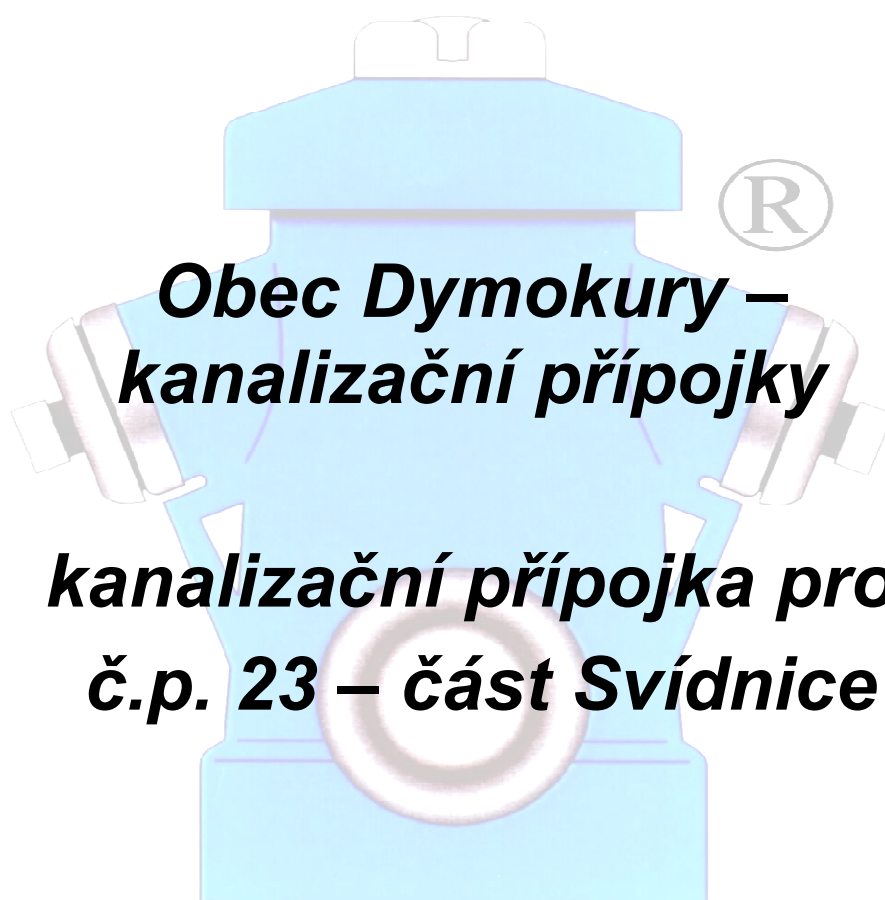 ®
Obec Dymokury –
kanalizační přípojky
kanalizační přípojka pro
č.p. 23 – část Svídnice